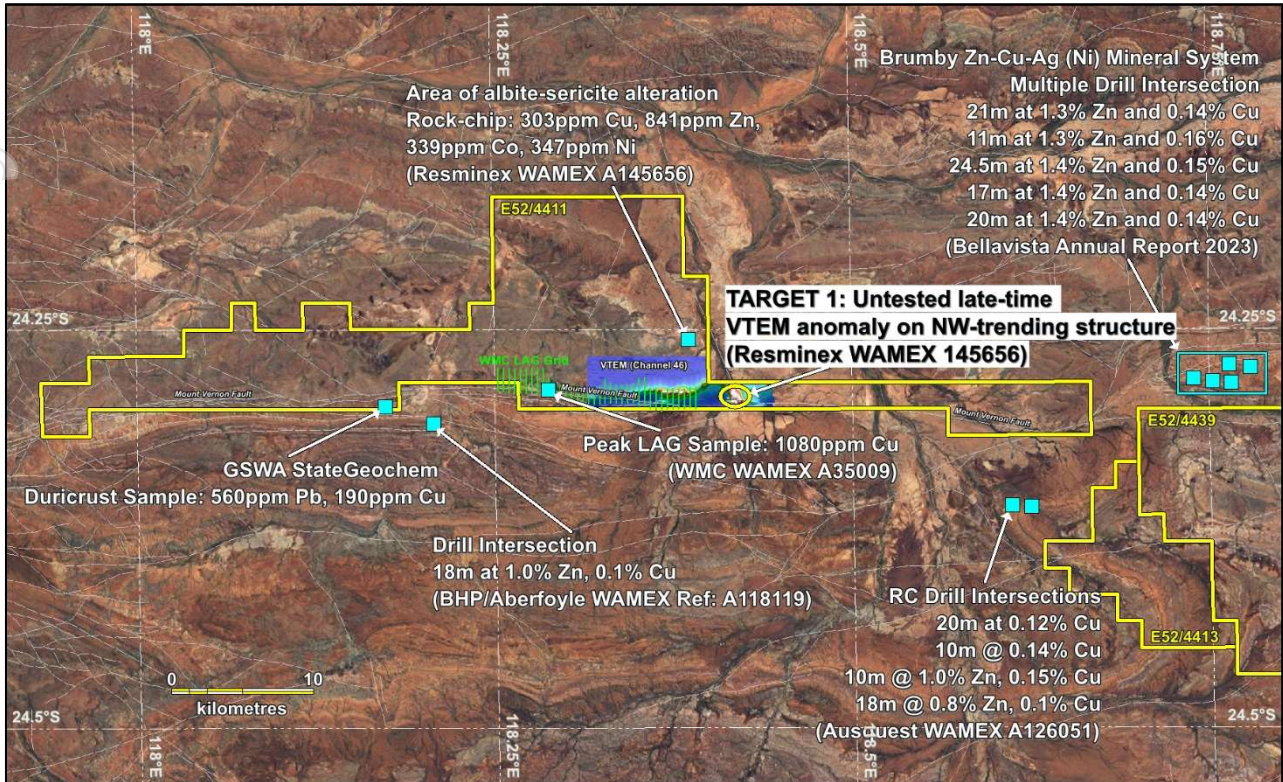 118°E
118.25°E
118.5°E
118.75°E
Brumby Zn-Cu-Ag (Ni) Mineral System
Multiple Drill Intersection
21m at 1.3% Zn and 0.14% Cu
11m at 1.3% Zn and 0.16% Cu
24.5m at 1.4% Zn and 0.15% Cu
17m at 1.4% Zn and 0.14% Cu
20m at 1.4% Zn and 0.14% Cu
(Bellavista Annual Report 2023)
Area of albite-sericite alteration
Rock-chip: 303ppm Cu, 841ppm Zn,
339ppm Co, 347ppm Ni
(Resminex WAMEX A145656)
E52/4411
TARGET 1: Untested late-time
VTEM anomaly on NW-trending structure
(Resminex WAMEX 145656)
24.25°S
24.25°S
WMC LAG Grid
VTEM (Channel 46)
Mount Vernon Fault
Mount Vernon Fault
Mount Vernon Fault
E52/4439
Peak LAG Sample: 1080ppm Cu
(WMC WAMEX A35009)
GSWA StateGeochem
Duricrust Sample: 560ppm Pb, 190ppm Cu
Drill Intersection
18m at 1.0% Zn, 0.1% Cu
(BHP/Aberfoyle WAMEX Ref: A118119)
RC Drill Intersections
20m at 0.12% Cu
10m @ 0.14% Cu
10m @ 1.0% Zn, 0.15% Cu
18m @ 0.8% Zn, 0.1% Cu
(Ausquest WAMEX A126051)
E52/4413
0 10
kilometres
24.5°S
24.5°S
118°E
118.25°E
118.5°E
118.75°E